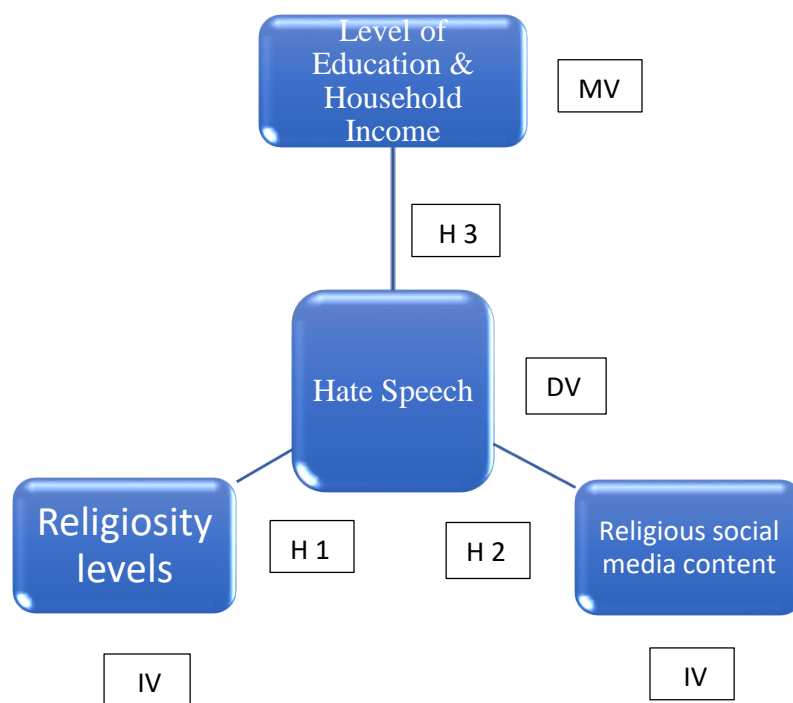 Level of
Education &
Household
Income
MV
H 3
Hate Speech
DV
Religiosity
levels
H 1
H 2
Religious social
media content
IV
IV